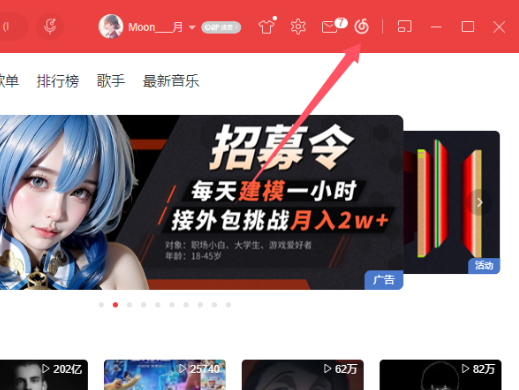 Moon___月
7
歌单 排行榜 歌手 最新音乐
招募令
每天建模一小时
接外包挑战月入2w+
对象：职场小白、大学生、游戏爱好者
年龄：18-45岁
广告
活动
202亿
25740
62万
82万